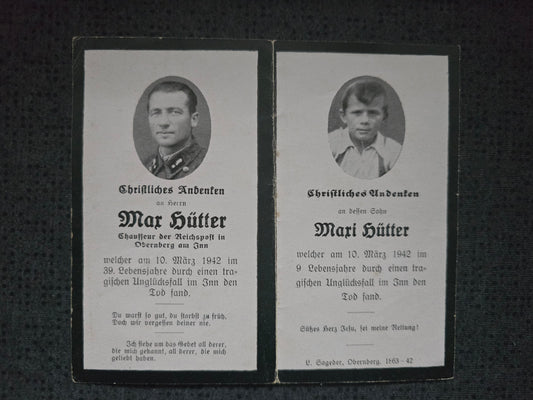 Christliches Andenken
an Herrn
Max Hütter
Chauffeur der Reichspost in
Obernberg am Inn
welcher am 10. März 1942 im
39. Lebensjahre durch einen tra-
gischen Unglücksfall im Inn den
Tod fand.
Du warst so gut, du starbst zu früh,
Doch wir vergessen deiner nie.
Ich flehe um das Gebet all derer,
die mich gekannt, all derer, die mich
geliebt haben.
Christliches Andenken
an dessen Sohn
Maxi Hütter
welcher am 10. März 1942 im
9 Lebensjahre durch einen tra-
gischen Unglücksfall im Inn den
Tod fand.
Süßes Herz Jesu, sei meine Rettung!
L. Sageder, Obernberg. 1863-42